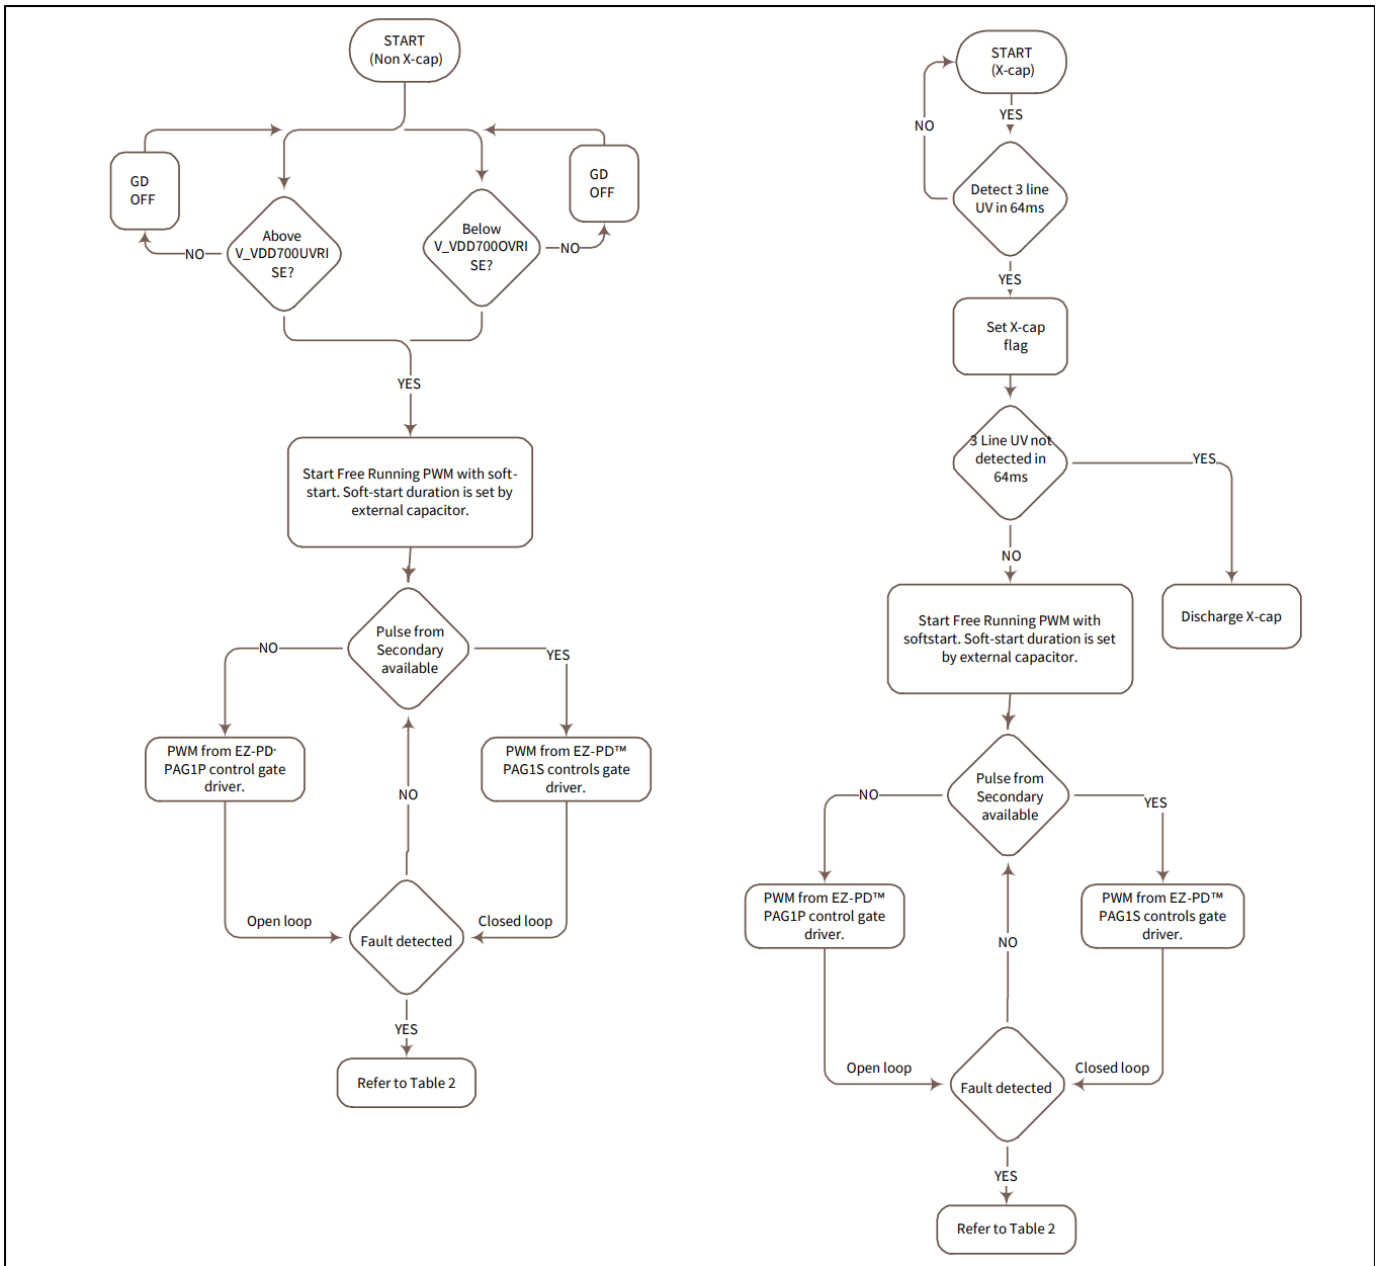 START
(Non X-cap)
GD
OFF
GD
OFF
Above
V_VDD700UVRI
SE?
Below
V_VDD700OVRI
SE?
NO
NO
YES
Start Free Running PWM with soft-
start. Soft-start duration is set by
external capacitor.
Pulse from
Secondary
available
NO
YES
PWM from EZ-PD·
PAG1P control gate
driver.
PWM from EZ-PD™
PAG1S controls gate
driver.
NO
Open loop
Closed loop
Fault detected
YES
Refer to Table 2
START
(X-cap)
YES
NO
Detect 3 line
UV in 64ms
YES
Set X-cap
flag
3 Line UV not
detected in
64ms
YES
NO
Discharge X-cap
Start Free Running PWM with
softstart. Soft-start duration is set
by external capacitor.
Pulse from
Secondary
available
NO
YES
PWM from EZ-PD™
PAG1P control gate
driver.
PWM from EZ-PD™
PAG1S controls gate
driver.
NO
Open loop
Closed loop
Fault detected
YES
Refer to Table 2